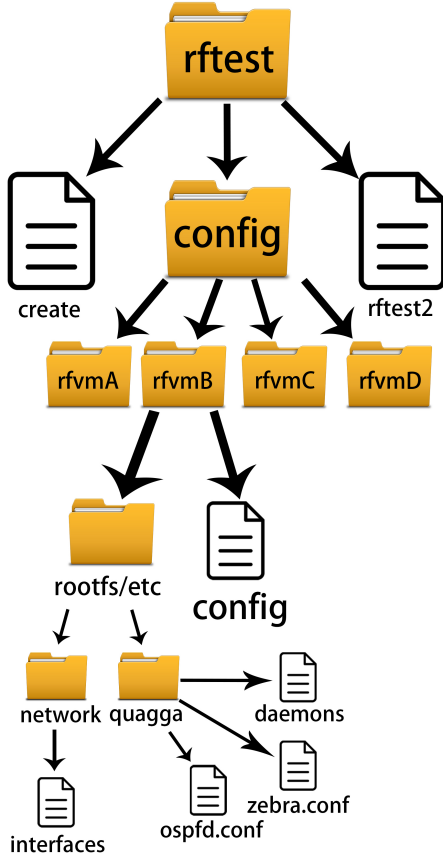 rftest
create
config
rftest2
rfvmA
rfvmB
rfvmC
rfvmD
rootfs/etc
config
network
quagga
daemons
interfaces
ospfd.conf
zebra.conf